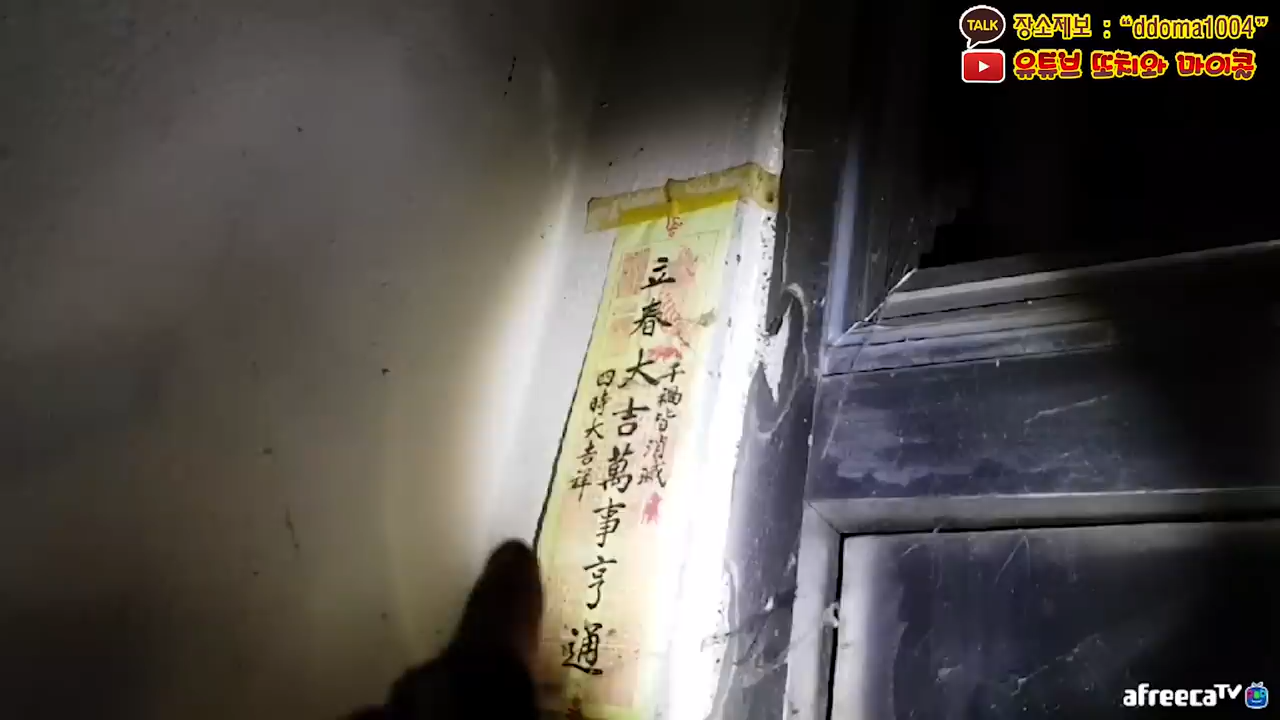 TALK 장소제보 : “ddoma1004”
유튜브 또치와 마이콜
立春大吉萬事亨通
千禍皆消滅
四時大吉祥
afreecaTV